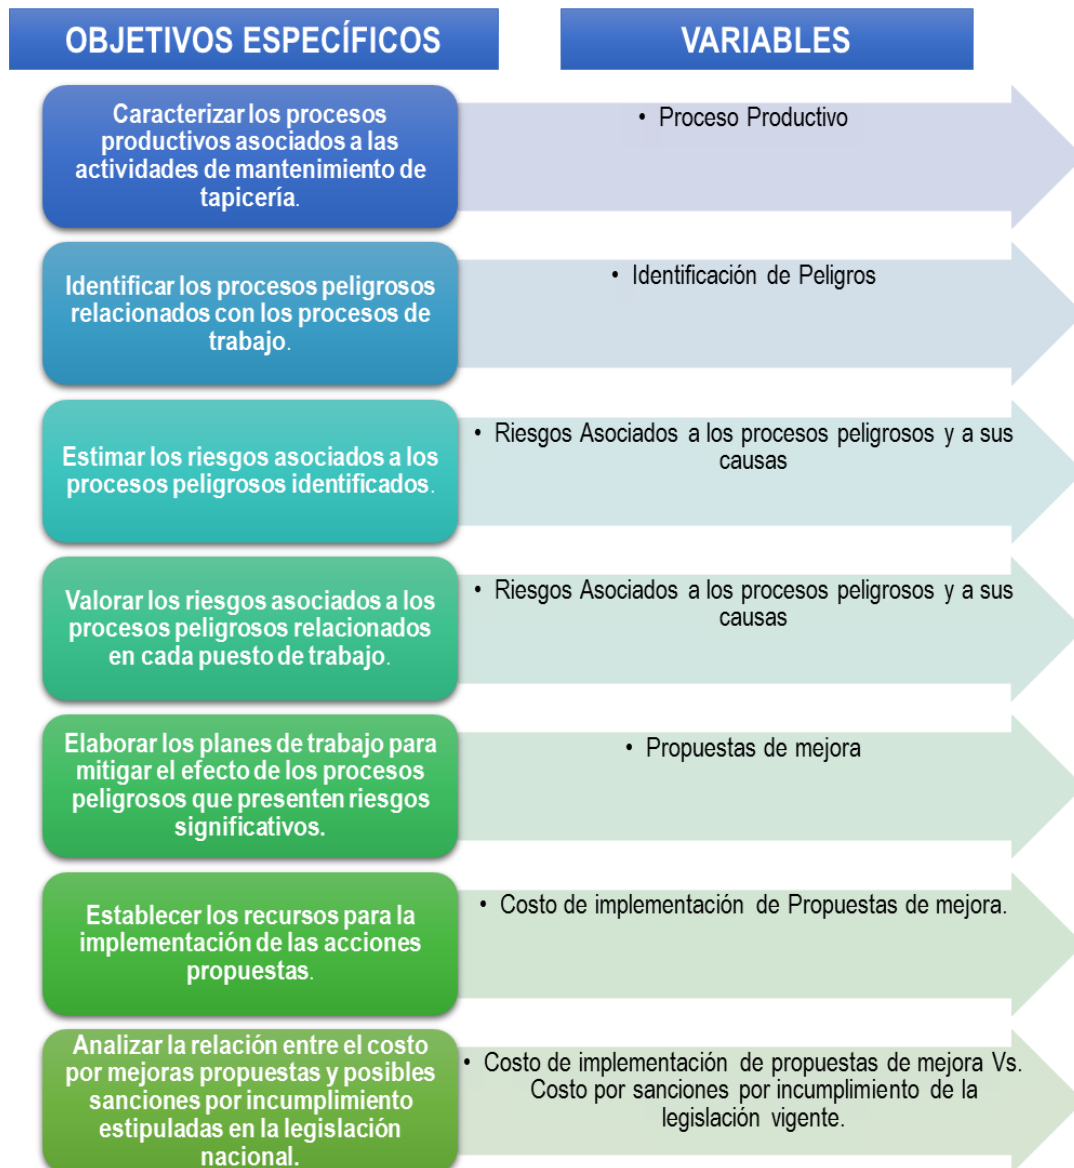 OBJETIVOS ESPECÍFICOS
VARIABLES
Caracterizar los procesos
productivos asociados a las
actividades de mantenimiento de
tapicería.
• Proceso Productivo
Identificar los procesos peligrosos
relacionados con los procesos de
trabajo.
• Identificación de Peligros
Estimar los riesgos asociados a los
procesos peligrosos identificados.
• Riesgos Asociados a los procesos peligrosos y a sus
causas
Valorar los riesgos asociados a los
procesos peligrosos relacionados
en cada puesto de trabajo.
• Riesgos Asociados a los procesos peligrosos y a sus
causas
Elaborar los planes de trabajo para
mitigar el efecto de los procesos
peligrosos que presenten riesgos
significativos.
• Propuestas de mejora
Establecer los recursos para la
implementación de las acciones
propuestas.
• Costo de implementación de Propuestas de mejora.
Analizar la relación entre el costo
por mejoras propuestas y posibles
sanciones por incumplimiento
estipuladas en la legislación
nacional.
• Costo de implementación de propuestas de mejora Vs.
Costo por sanciones por incumplimiento de la
legislación vigente.